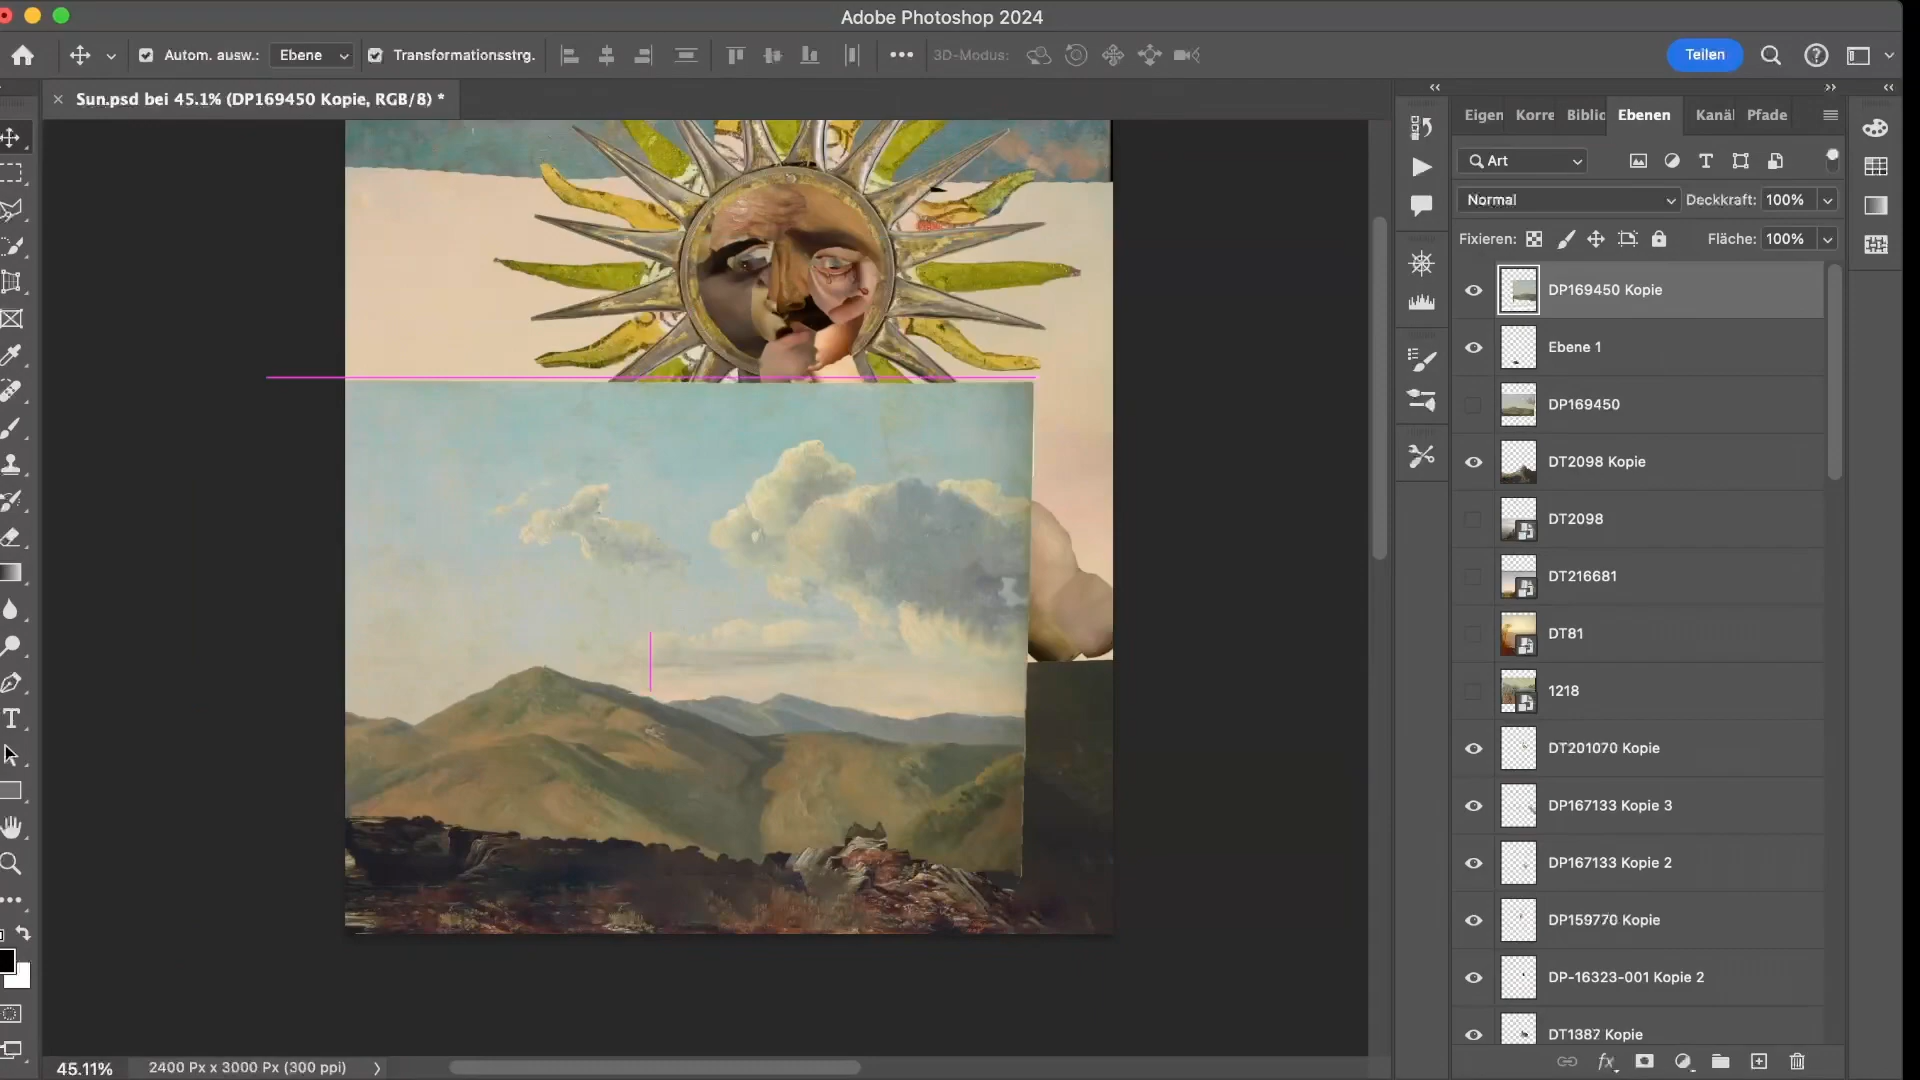 Adobe Photoshop 2024
Autom. ausw.: Ebene Transformationsstrg. 3D-Modus: Teilen
Sun.psd bei 45.1% (DP169450 Kopie, RGB/8) *
Eigen Korre Biblio Ebenen Kanäl Pfade
Art
Normal Deckkraft: 100%
Fixieren: Fläche: 100%
DP169450 Kopie
Ebene 1
DP169450
DT2098 Kopie
DT2098
DT216681
DT81
1218
DT201070 Kopie
DP167133 Kopie 3
DP167133 Kopie 2
DP159770 Kopie
DP-16323-001 Kopie 2
DT1387 Kopie
45.11% 2400 Px x 3000 Px (300 ppi)